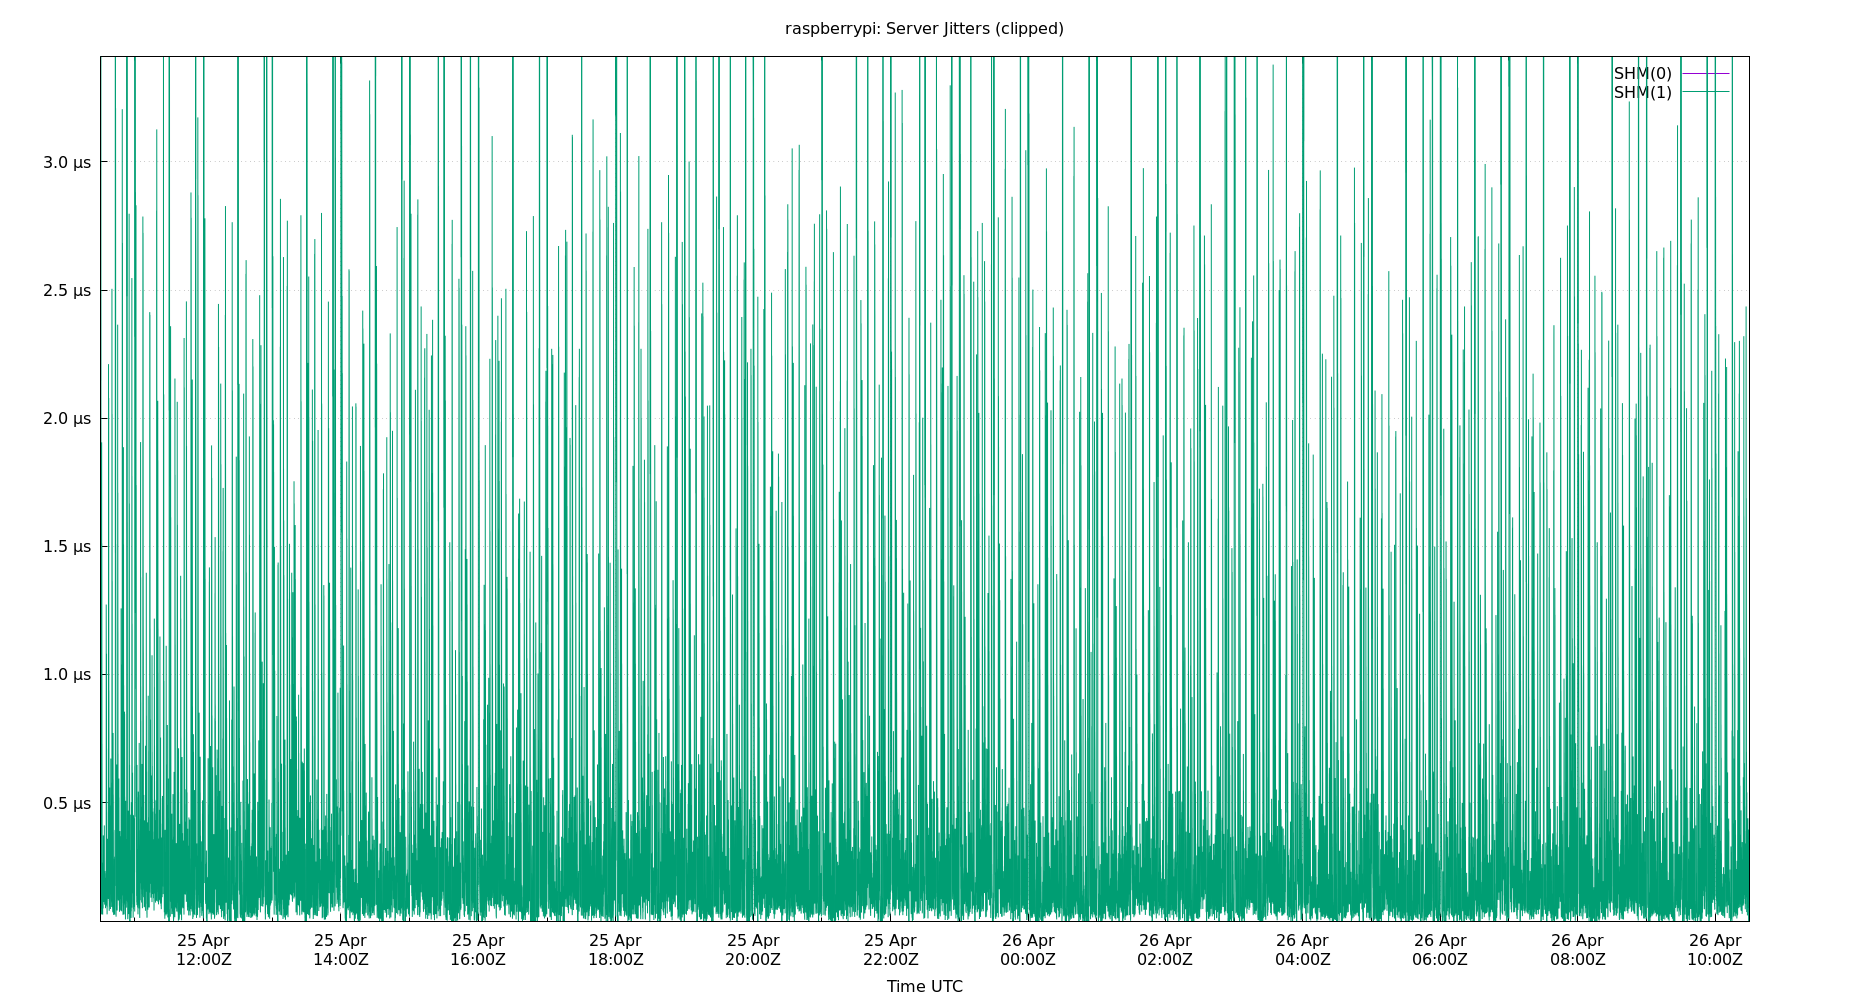 raspberrypi: Server Jitters (clipped)
SHM(0)
SHM(1)
3.0 µs
2.5 µs
2.0 µs
1.5 µs
1.0 µs
0.5 µs
25 Apr 25 Apr 25 Apr 25 Apr 25 Apr 25 Apr 26 Apr 26 Apr 26 Apr 26 Apr 26 Apr 26 Apr
12:00Z 14:00Z 16:00Z 18:00Z 20:00Z 22:00Z 00:00Z 02:00Z 04:00Z 06:00Z 08:00Z 10:00Z
Time UTC